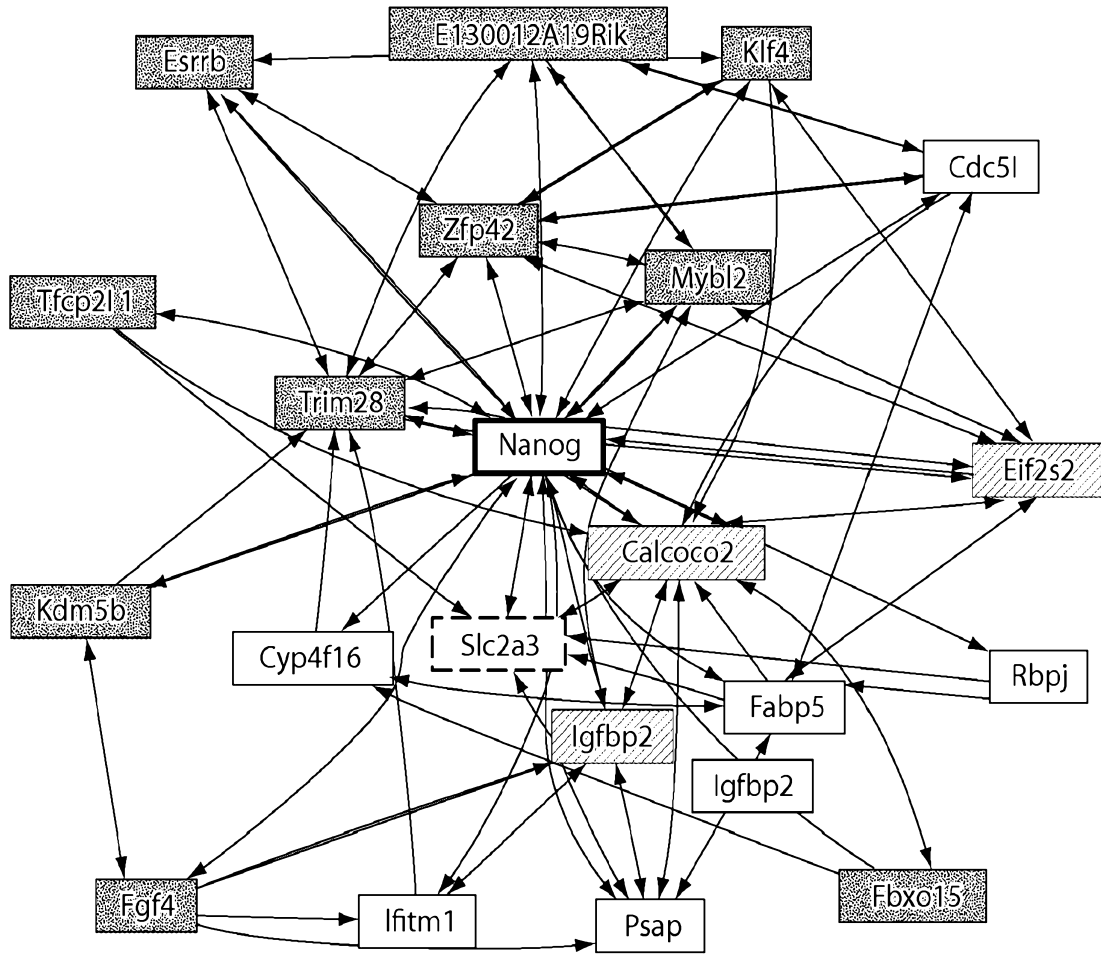 E130012A19Rik
Esrrb
Klf4
Cdc5l
Zfp42
Mybl2
Tfcp2l1
Trim28
Nanog
Eif2s2
Calcoco2
Kdm5b
Slc2a3
Cyp4f16
Rbpj
Fabp5
Igfbp2
Igfbp2
Fgf4
Fbxo15
Ifitm1
Psap